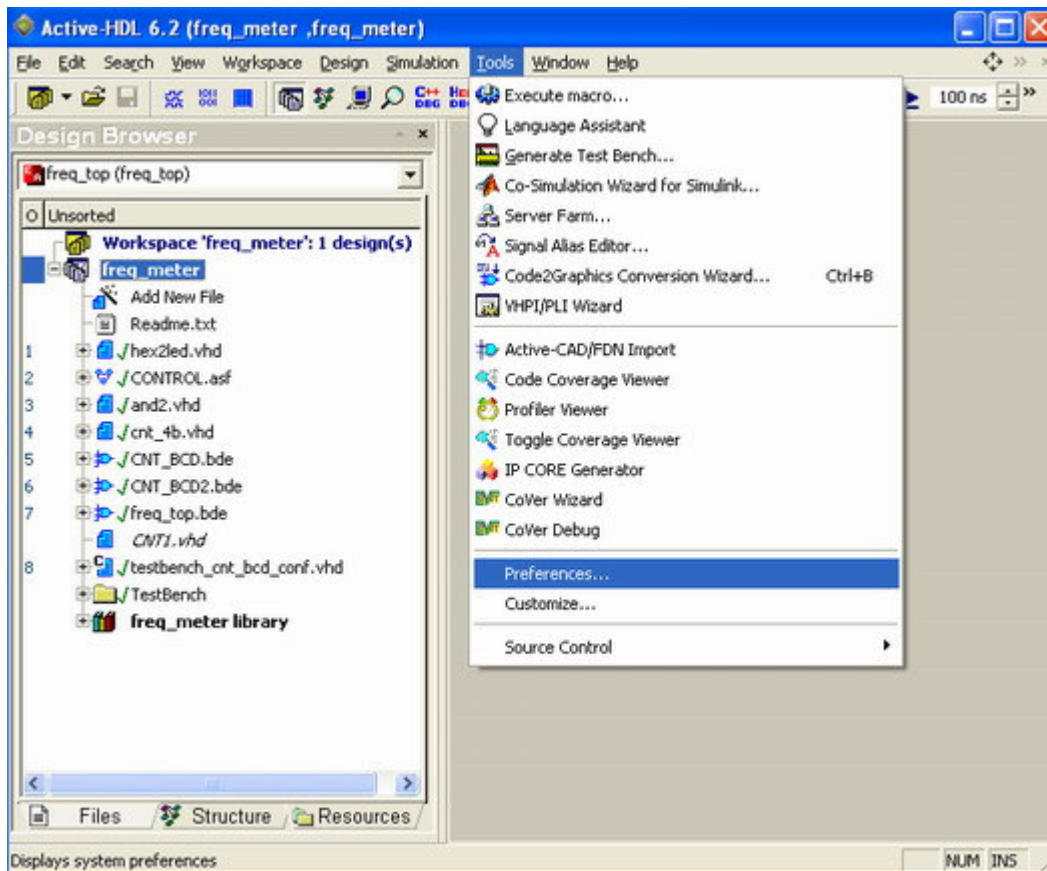 Active-HDL 6.2 (freq_meter ,freq_meter)
File Edit Search View Workspace Design Simulation Tools Window Help
C++ DBG 100 ns
Design Browser
freq_top (freq_top)
O Unsorted
Workspace 'freq_meter': 1 design(s)
freq_meter
Add New File
Readme.txt
1 hex2led.vhd
2 CONTROL.asf
3 and2.vhd
4 cnt_4b.vhd
5 CNT_BCD.bde
6 CNT_BCD2.bde
7 freq_top.bde
CNT1.vhd
8 testbench_cnt_bcd_conf.vhd
TestBench
freq_meter library
Files Structure Resources
Execute macro...
Language Assistant
Generate Test Bench...
Co-Simulation Wizard for Simulink...
Server Farm...
Signal Alias Editor...
Code2Graphics Conversion Wizard... Ctrl+B
VHPI/PLI Wizard
Active-CAD/FDN Import
Code Coverage Viewer
Profiler Viewer
Toggle Coverage Viewer
IP CORE Generator
CoVer Wizard
CoVer Debug
Preferences...
Customize...
Source Control
Displays system preferences
NUM INS